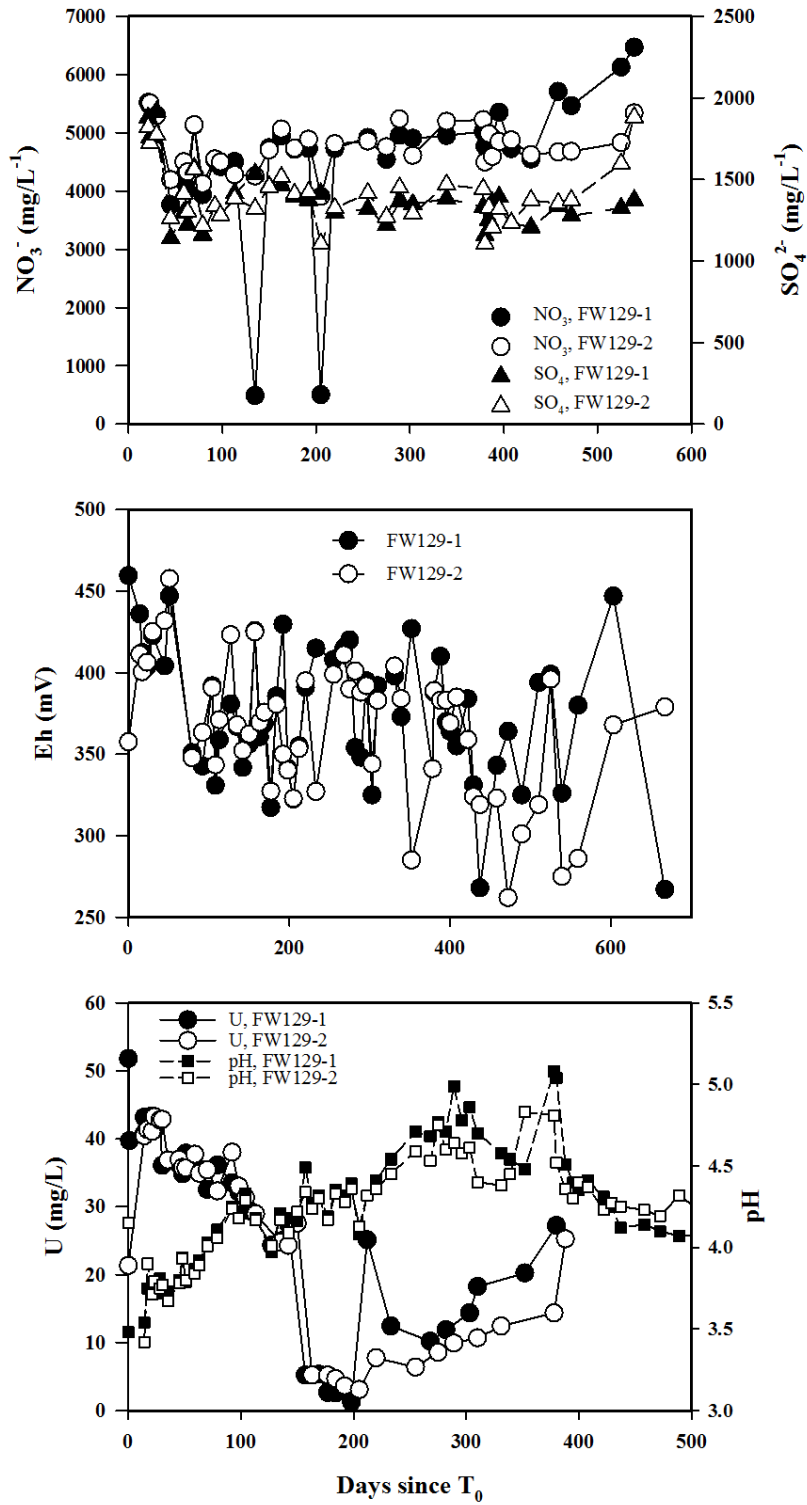 7000
6000
5000
4000
3000
2000
1000
0
NO₃⁻ (mg/L⁻¹)
2500
2000
1500
1000
500
0
SO₄²⁻ (mg/L⁻¹)
NO₃, FW129-1
NO₃, FW129-2
SO₄, FW129-1
SO₄, FW129-2
0 100 200 300 400 500 600
500
450
400
350
300
250
Eh (mV)
FW129-1
FW129-2
0 200 400 600
60
50
40
30
20
10
0
U (mg/L)
5.5
5.0
4.5
4.0
3.5
3.0
pH
U, FW129-1
U, FW129-2
pH, FW129-1
pH, FW129-2
0 100 200 300 400 500
Days since T₀